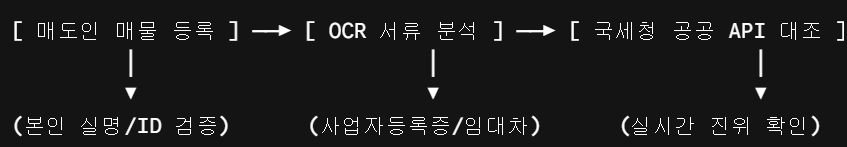 [ 매도인 매물 등록 ] ──► [ OCR 서류 분석 ] ──► [ 국세청 공공 API 대조 ]
(본인 실명/ID 검증) (사업자등록증/임대차) (실시간 진위 확인)